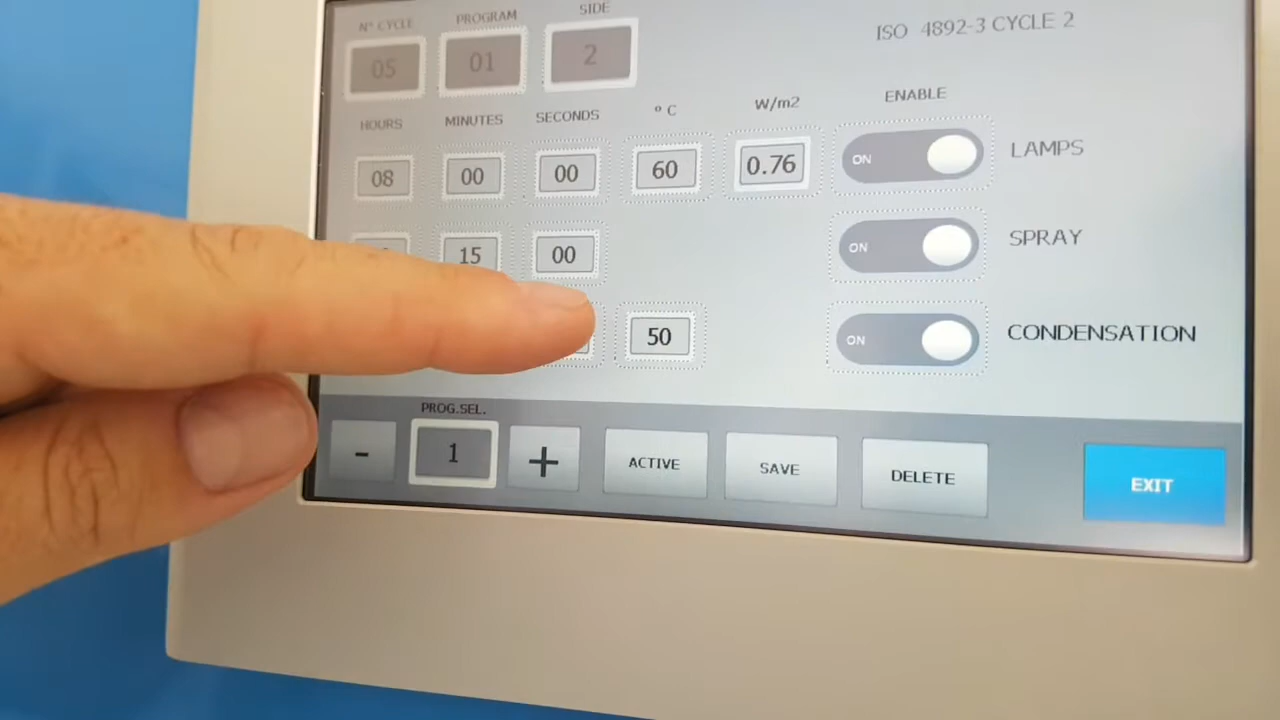 Nº CYCLE PROGRAM SIDE
05 01 2 ISO 4892-3 CYCLE 2
HOURS MINUTES SECONDS °C W/m2 ENABLE
08 00 00 60 0.76 ON LAMPS
15 00 ON SPRAY
50 ON CONDENSATION
PROG.SEL.
- 1 + ACTIVE SAVE DELETE EXIT